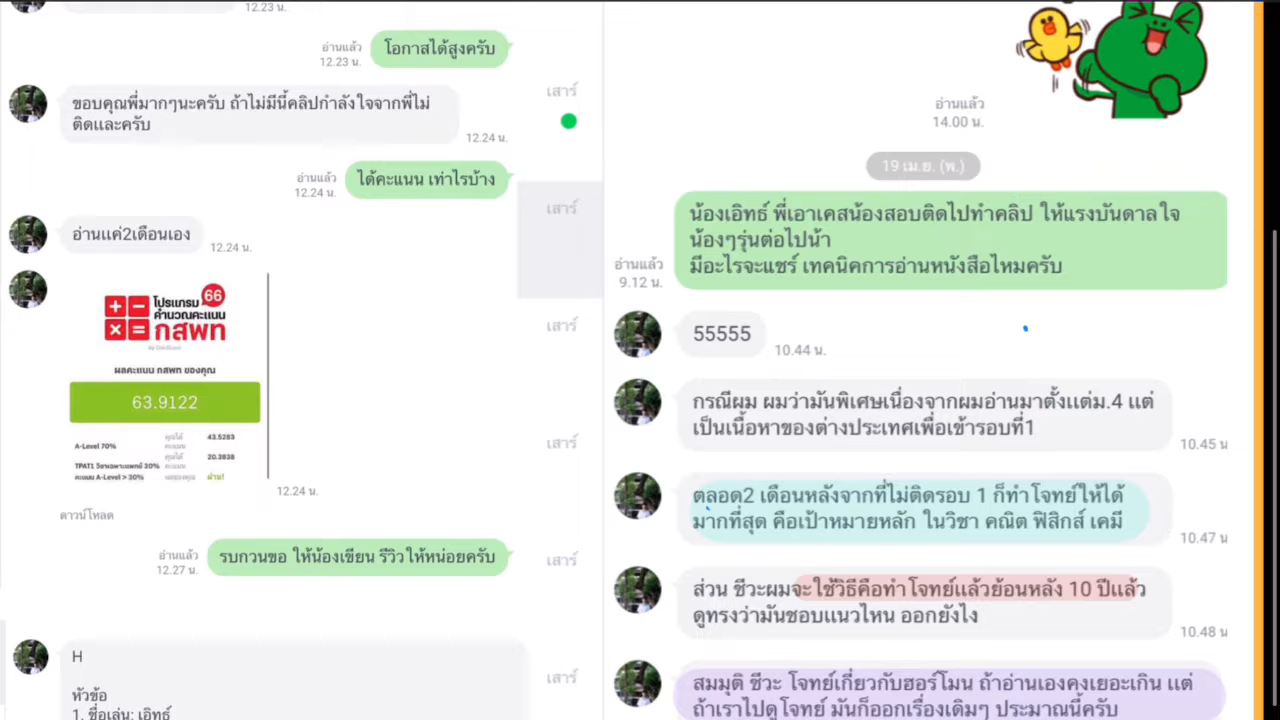 12.23 น.
อ่านแล้ว
12.23 น.
โอกาสได้สูงครับ
ขอบคุณพี่มากๆนะครับ ถ้าไม่มีนี้คลิปกำลังใจจากพี่ไม่
ติดและครับ
12.24 น.
อ่านแล้ว
12.24 น.
ได้คะแนน เท่าไรบ้าง
อ่านแค่2เดือนเอง
12.24 น.
โปรแกรม 66
คำนวณคะแนน
กสพท
ผลคะแนน กสพท ของคุณ
63.9122
A-Level 70% คุณได้ 43.5283
คะแนน
คุณได้ 20.3838
TPAT1 วิชาเฉพาะแพทย์ 30% คะแนน
คะแนน A-Level > 30% ผลของคุณ ผ่าน!
12.24 น.
ดาวน์โหลด
อ่านแล้ว
12.27 น.
รบกวนขอ ให้น้องเขียน รีวิวให้หน่อยครับ
H
หัวข้อ
1. ชื่อเล่น: เอิทธ์
เสาร์
เสาร์
เสาร์
เสาร์
เสาร์
เสาร์
อ่านแล้ว
14.00 น.
19 เม.ย. (พ.)
น้องเอิทธ์ พี่เอาเคสน้องสอบติดไปทำคลิป ให้แรงบันดาลใจ
น้องๆรุ่นต่อไปน้า
มีอะไรจะแชร์ เทคนิคการอ่านหนังสือไหมครับ
อ่านแล้ว
9.12 น.
55555
10.44 น.
กรณีผม ผมว่ามันพิเศษเนื่องจากผมอ่านมาตั้งแต่ม.4 แต่
เป็นเนื้อหาของต่างประเทศเพื่อเข้ารอบที่1
10.45 น
ตลอด2 เดือนหลังจากที่ไม่ติดรอบ 1 ก็ทำโจทย์ให้ได้
มากที่สุด คือเป้าหมายหลัก ในวิชา คณิต ฟิสิกส์ เคมี
10.47 น
ส่วน ชีวะผมจะใช้วิธีคือทำโจทย์แล้วย้อนหลัง 10 ปีแล้ว
ดูทรงว่ามันชอบแนวไหน ออกยังไง
10.48 น
สมมุติ ชีวะ โจทย์เกี่ยวกับฮอร์โมน ถ้าอ่านเองคงเยอะเกิน แต่
ถ้าเราไปดูโจทย์ มันก็ออกเรื่องเดิมๆ ประมาณนี้ครับ